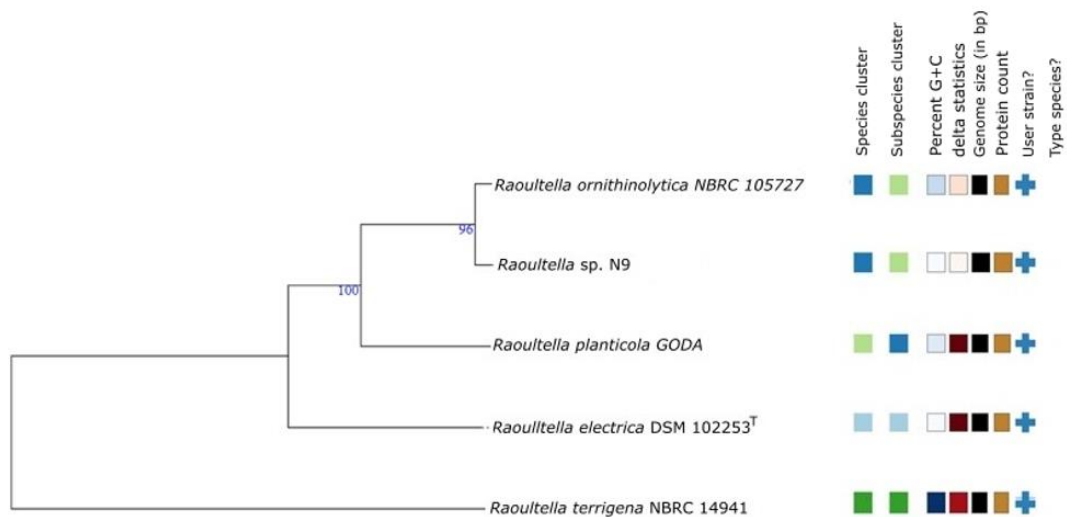 Species cluster
Subspecies cluster
Percent G+C
delta statistics
Genome size (in bp)
Protein count
User strain?
Type species?
Raoultella ornithinolytica NBRC 105727
96
Raoultella sp. N9
100
Raoultella planticola GODA
Raoulltella electrica DSM 102253ᵀ
Raoultella terrigena NBRC 14941